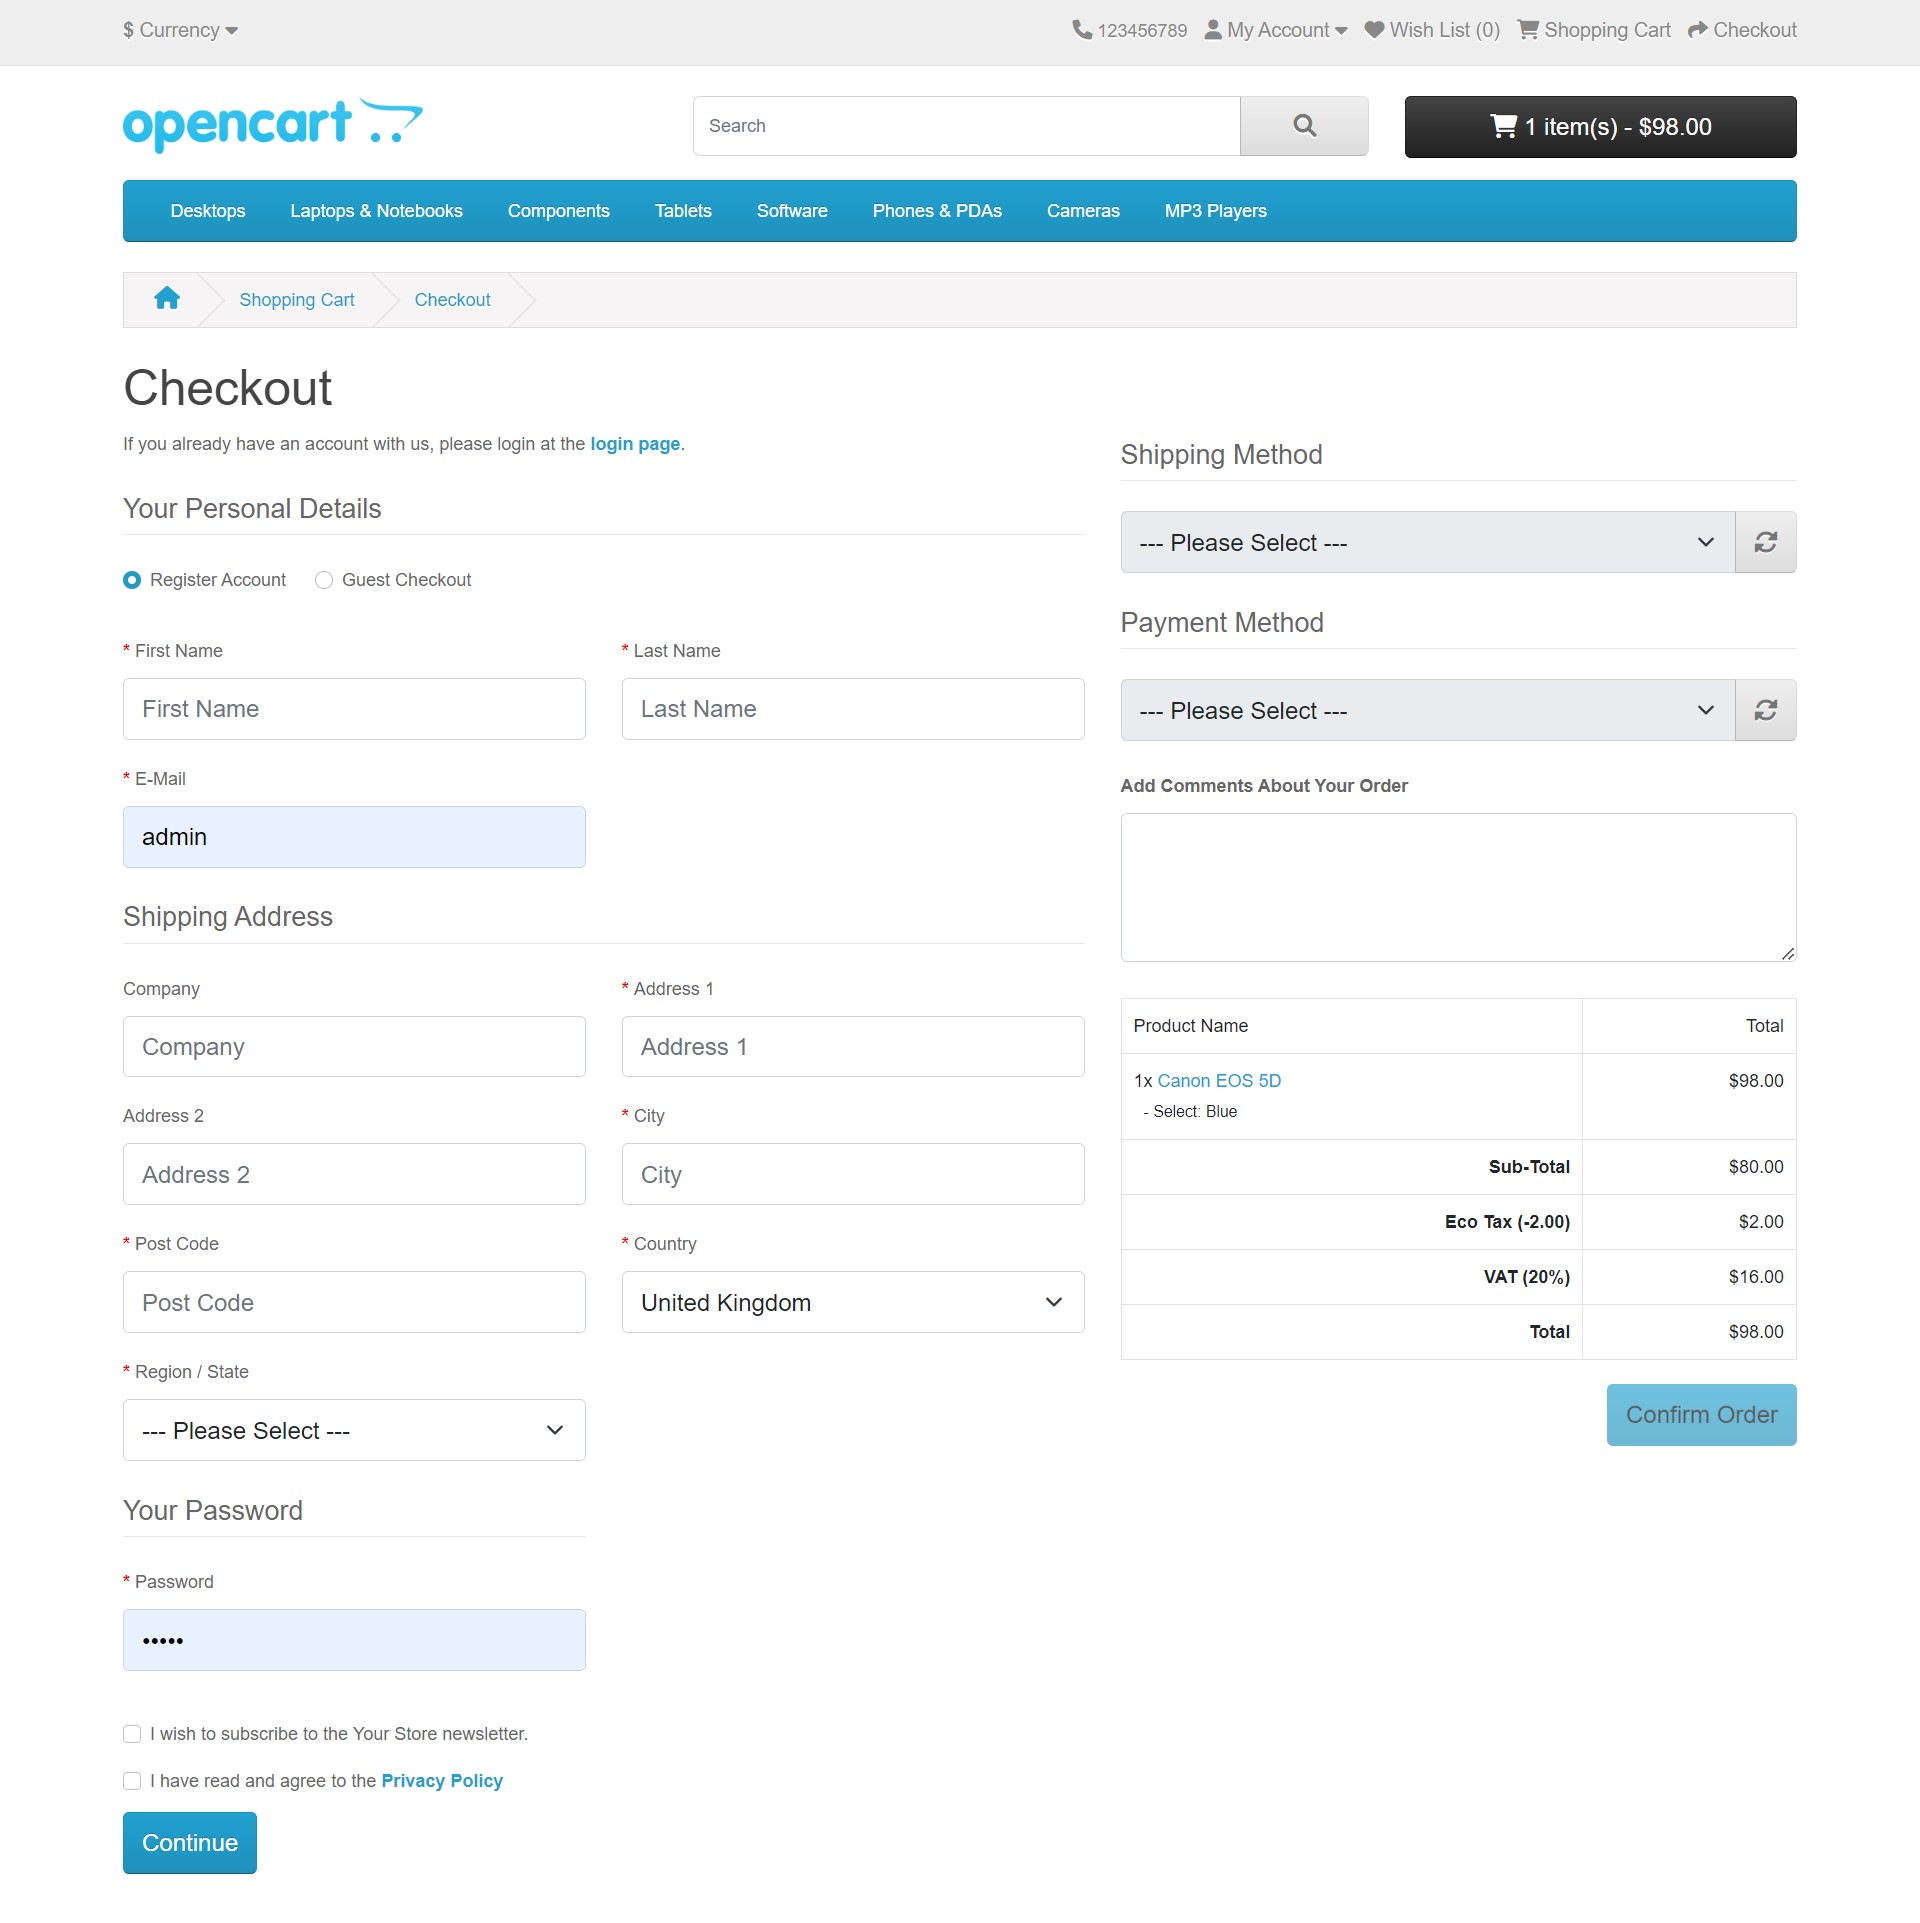 $ Currency
123456789 My Account Wish List (0) Shopping Cart Checkout
opencart
Search
1 item(s) - $98.00
Desktops Laptops & Notebooks Components Tablets Software Phones & PDAs Cameras MP3 Players
Shopping Cart Checkout
Checkout
If you already have an account with us, please login at the login page.
Your Personal Details
Register Account Guest Checkout
* First Name * Last Name
First Name Last Name
* E-Mail
admin
Shipping Address
Company * Address 1
Company Address 1
Address 2 * City
Address 2 City
* Post Code * Country
Post Code United Kingdom
* Region / State
--- Please Select ---
Your Password
* Password
•••••
I wish to subscribe to the Your Store newsletter.
I have read and agree to the Privacy Policy
Continue
Shipping Method
--- Please Select ---
Payment Method
--- Please Select ---
Add Comments About Your Order
Product Name Total
1x Canon EOS 5D $98.00
- Select: Blue
Sub-Total $80.00
Eco Tax (-2.00) $2.00
VAT (20%) $16.00
Total $98.00
Confirm Order